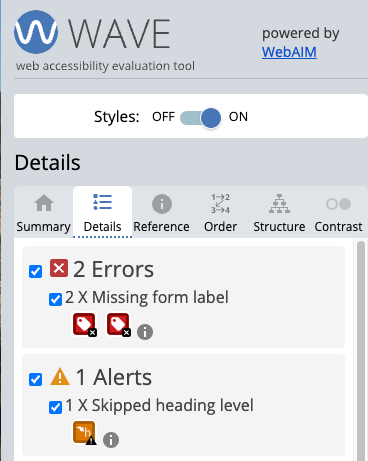 WAVE
powered by
WebAIM
web accessibility evaluation tool
Styles: OFF ON
Details
Summary Details Reference Order Structure Contrast
2 Errors
2 X Missing form label
1 Alerts
1 X Skipped heading level